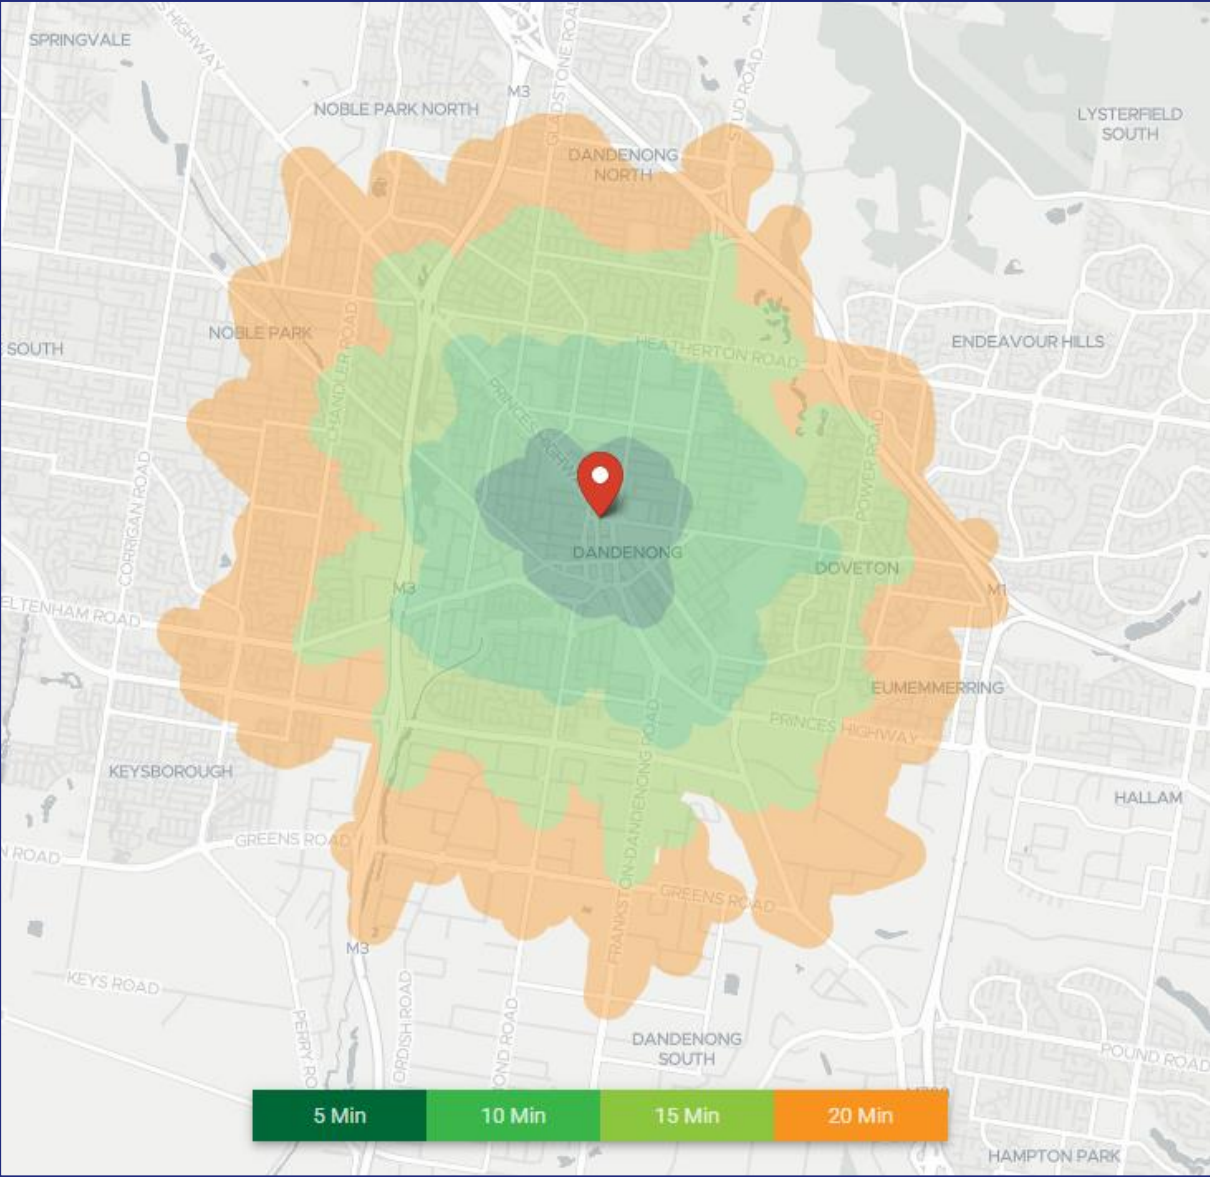 SPRINGVALE
S HIGHWAY
M3
GLADSTONE ROAD
STUD ROAD
NOBLE PARK NORTH
LYSTERFIELD
SOUTH
DANDENONG
NORTH
NOBLE PARK
SOUTH
CHANDLER ROAD
HEATHERTON ROAD
ENDEAVOUR HILLS
PRINCES HIGHWAY
CORRIGAN ROAD
POWER ROAD
DANDENONG
DOVETON
M3
M1
ELTENHAM ROAD
EUMEMMERRING
PRINCES HIGHWAY
KEYSBOROUGH
HALLAM
FRANKSTON-DANDENONG ROAD
GREENS ROAD
N ROAD
GREENS ROAD
M3
KEYS ROAD
PERRY RO
ORDISH ROAD
OND ROAD
DANDENONG
SOUTH
POUND ROAD
5 Min
10 Min
15 Min
20 Min
HAMPTON PARK